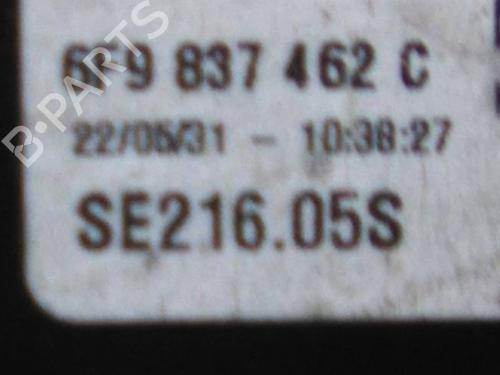 6F9 837 462 C
22/05/31 - 10:38:27
SE216.05S
B-PARTS